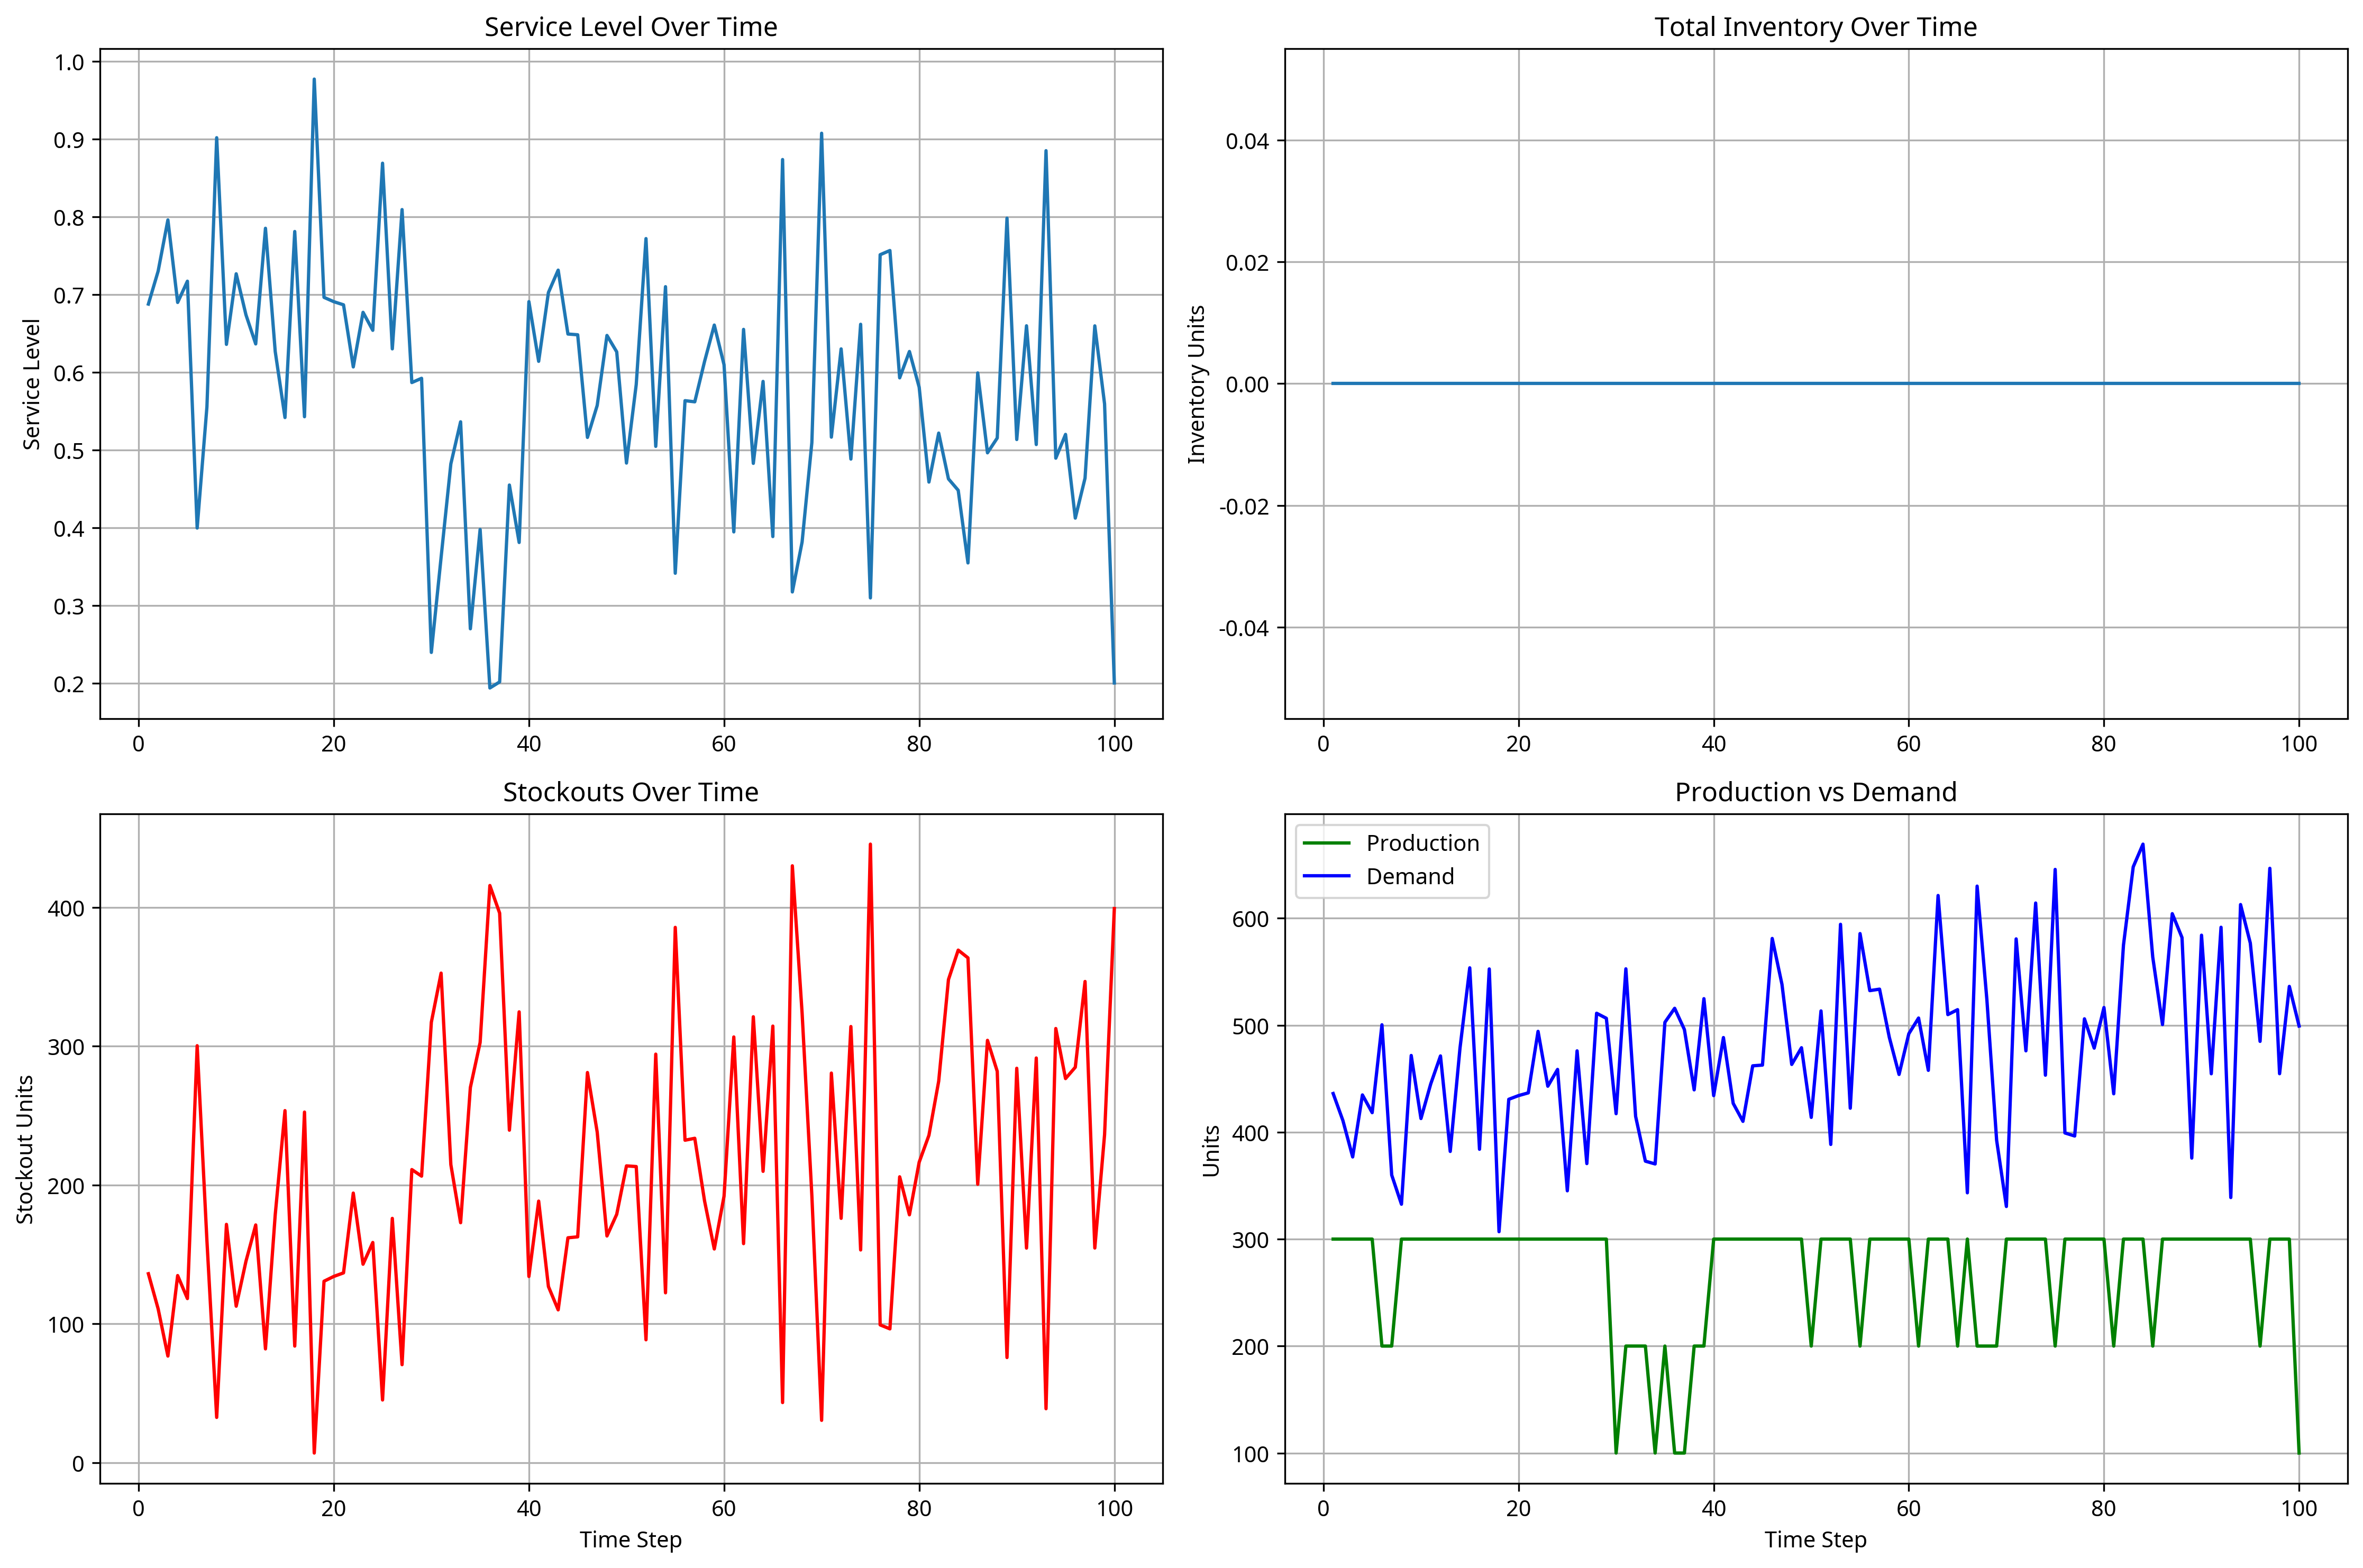 Service Level Over Time
Service Level
1.0
0.9
0.8
0.7
0.6
0.5
0.4
0.3
0.2
0 20 40 60 80 100
Total Inventory Over Time
Inventory Units
0.04
0.02
0.00
-0.02
-0.04
0 20 40 60 80 100
Stockouts Over Time
Stockout Units
400
300
200
100
0
0 20 40 60 80 100
Time Step
Production vs Demand
Production
Demand
Units
600
500
400
300
200
100
0 20 40 60 80 100
Time Step